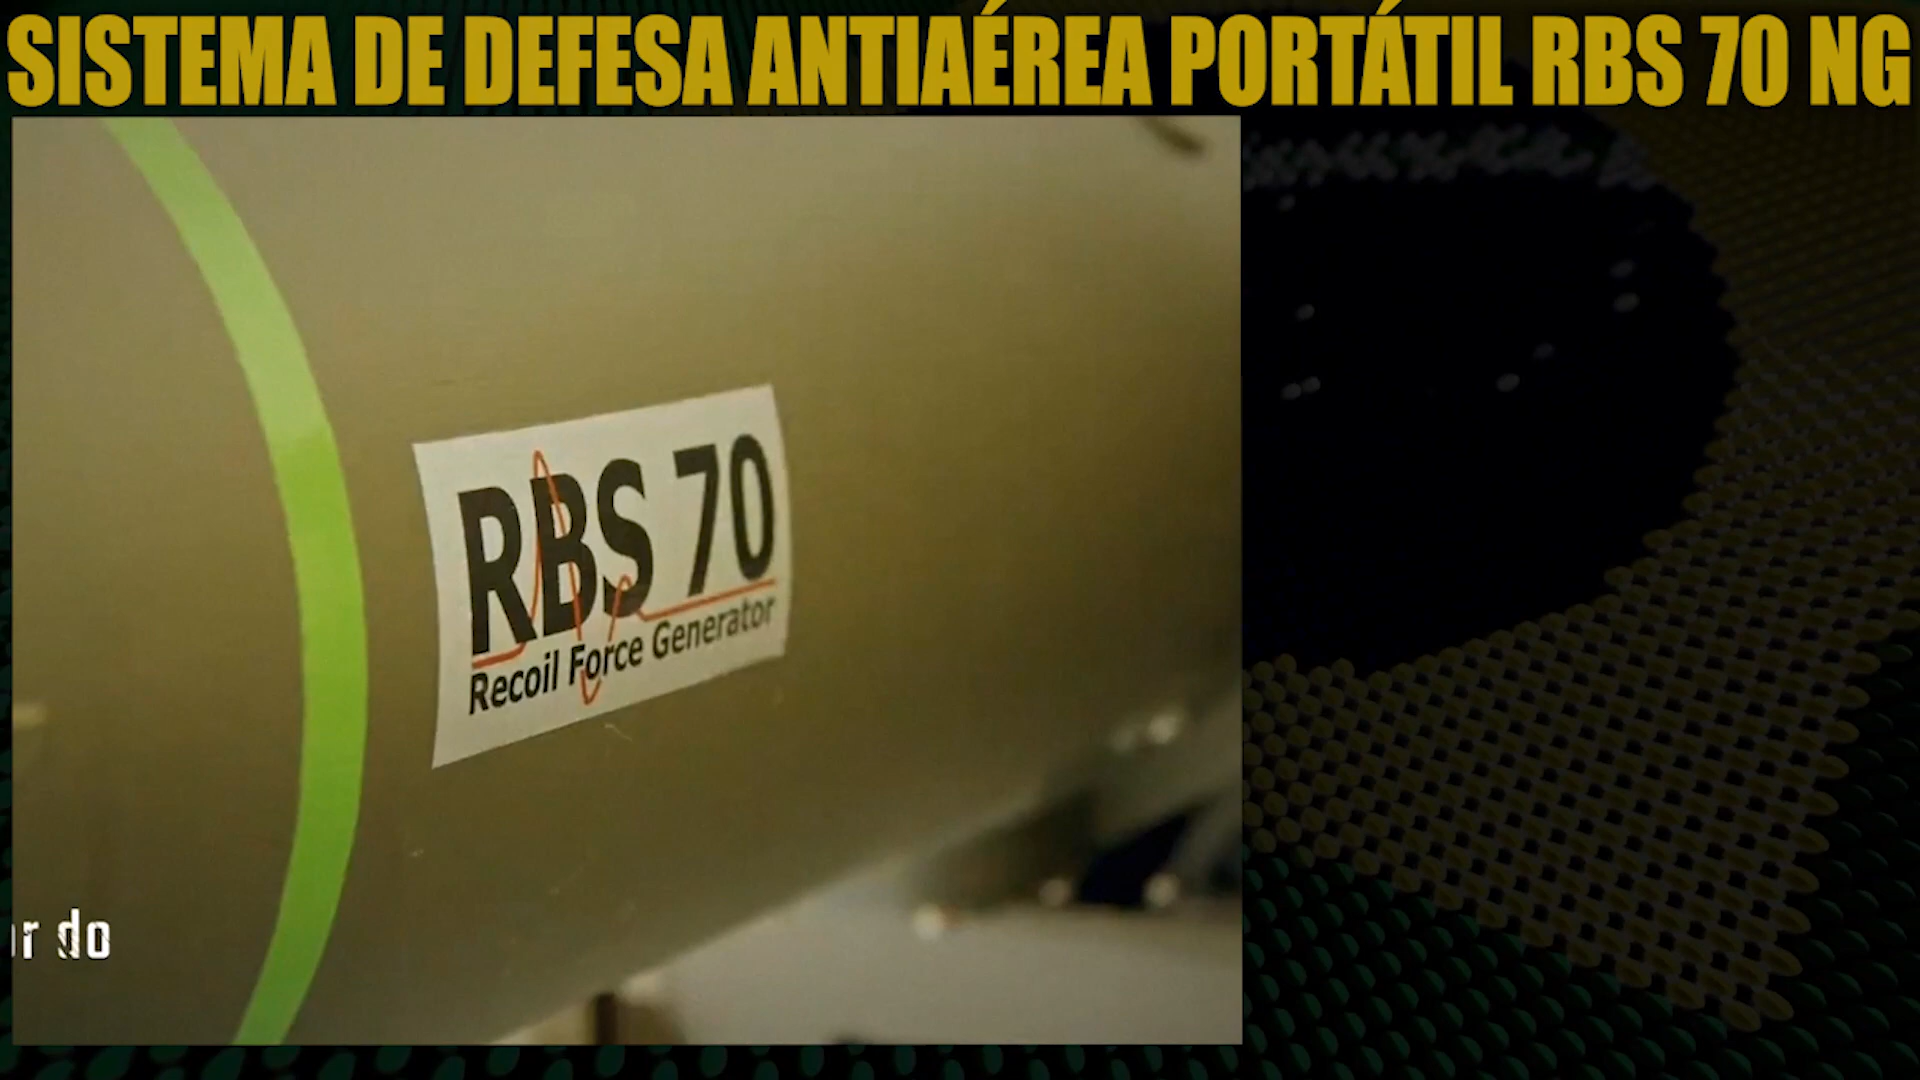 SISTEMA DE DEFESA ANTIAÉREA PORTÁTIL RBS 70 NG
RBS 70
Recoil Force Generator
do